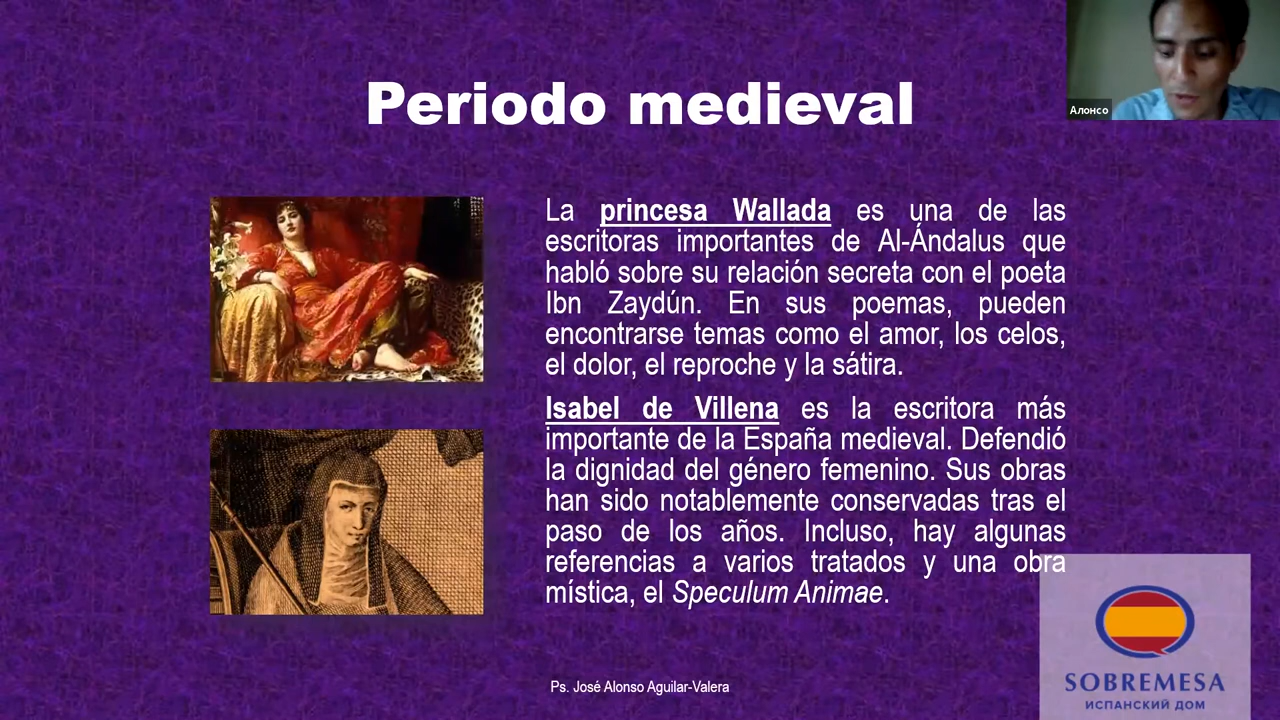 Periodo medieval
Алонсо
La princesa Wallada es una de las
escritoras importantes de Al-Ándalus que
habló sobre su relación secreta con el poeta
Ibn Zaydún. En sus poemas, pueden
encontrarse temas como el amor, los celos,
el dolor, el reproche y la sátira.
Isabel de Villena es la escritora más
importante de la España medieval. Defendió
la dignidad del género femenino. Sus obras
han sido notablemente conservadas tras el
paso de los años. Incluso, hay algunas
referencias a varios tratados y una obra
mística, el Speculum Animae.
Ps. José Alonso Aguilar-Valera
SOBREMESA
ИСПАНСКИЙ ДОМ